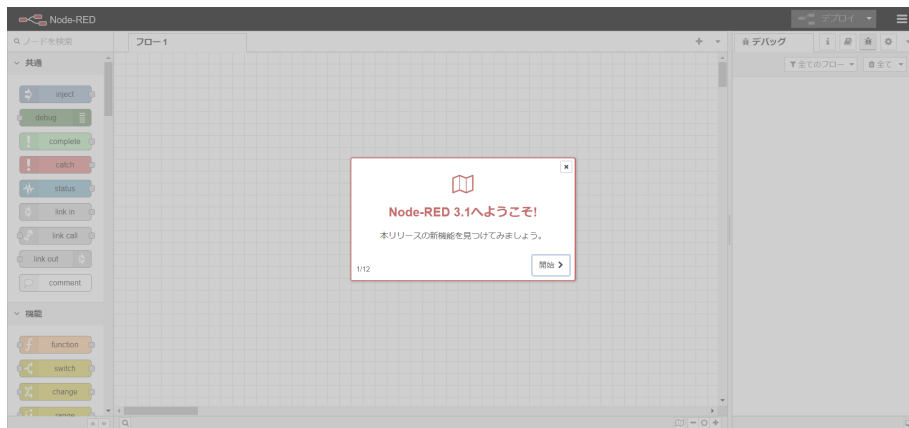 Node-RED
デプロイ
ノードを検索
フロー 1
デバッグ
全てのフロー
全て
共通
inject
debug
complete
catch
status
link in
link call
link out
comment
機能
function
switch
change
range
Node-RED 3.1へようこそ!
本リリースの新機能を見つけてみましょう。
1/12
開始